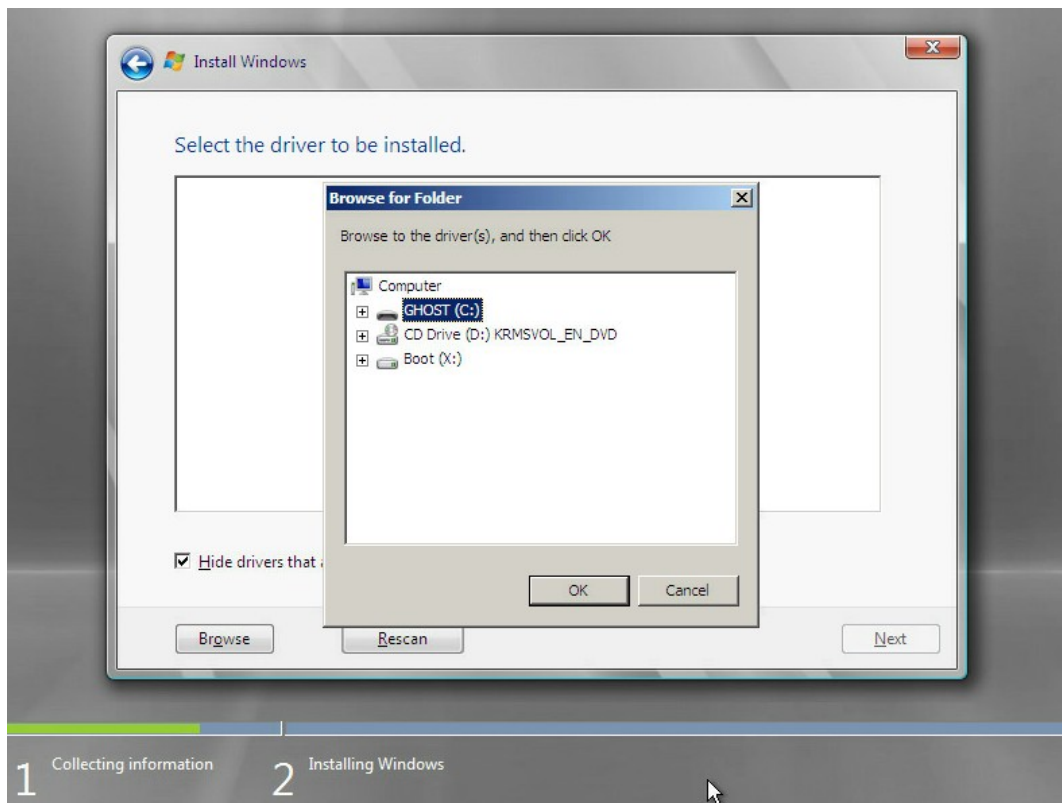 Install Windows
Select the driver to be installed.
Browse for Folder
Browse to the driver(s), and then click OK
Computer
GHOST (C:)
CD Drive (D:) KRMSVOL_EN_DVD
Boot (X:)
Hide drivers that
OK Cancel
Browse Rescan Next
1 Collecting information 2 Installing Windows